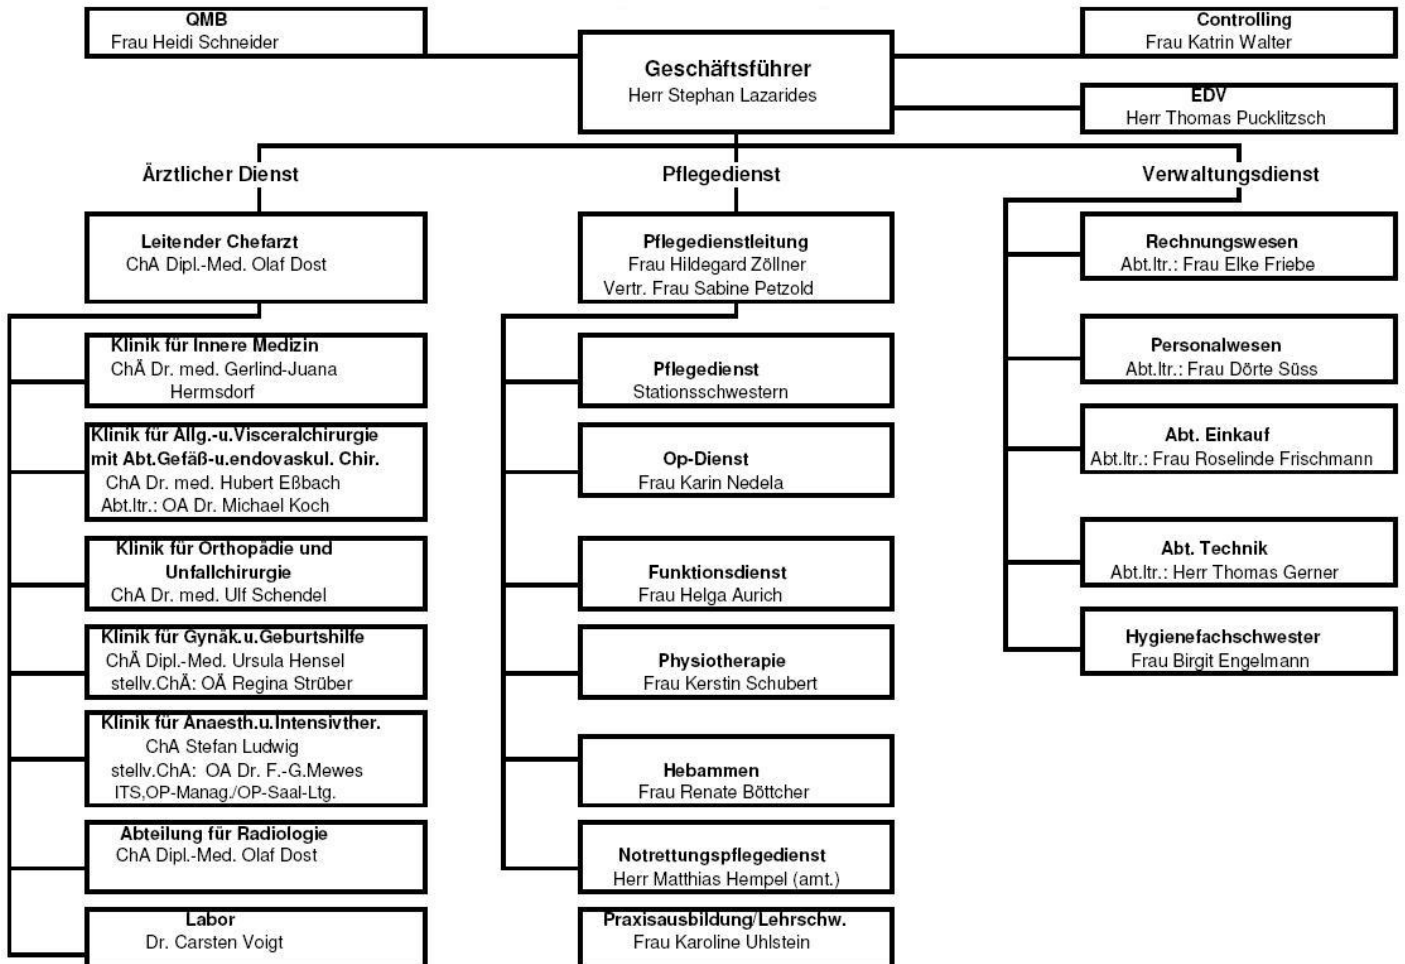 QMB
Frau Heidi Schneider
Geschäftsführer
Herr Stephan Lazarides
Controlling
Frau Katrin Walter
EDV
Herr Thomas Pucklitzsch
Ärztlicher Dienst
Leitender Chefarzt
ChA Dipl.-Med. Olaf Dost
Klinik für Innere Medizin
ChÄ Dr. med. Gerlind-Juana
Hermsdorf
Klinik für Allg.-u.Visceralchirurgie
mit Abt.Gefäß-u.endovaskul. Chir.
ChA Dr. med. Hubert Eßbach
Abt.ltr.: OA Dr. Michael Koch
Klinik für Orthopädie und
Unfallchirurgie
ChA Dr. med. Ulf Schendel
Klinik für Gynäk.u.Geburtshilfe
ChÄ Dipl.-Med. Ursula Hensel
stellv.ChÄ: OÄ Regina Strüber
Klinik für Anaesth.u.Intensivther.
ChA Stefan Ludwig
stellv.ChA: OA Dr. F.-G.Mewes
ITS,OP-Manag./OP-Saal-Ltg.
Abteilung für Radiologie
ChA Dipl.-Med. Olaf Dost
Labor
Dr. Carsten Voigt
Pflegedienst
Pflegedienstleitung
Frau Hildegard Zöllner
Vertr. Frau Sabine Petzold
Pflegedienst
Stationsschwestern
Op-Dienst
Frau Karin Nedela
Funktionsdienst
Frau Helga Aurich
Physiotherapie
Frau Kerstin Schubert
Hebammen
Frau Renate Böttcher
Notrettungspflegedienst
Herr Matthias Hempel (amt.)
Praxisausbildung/Lehrschw.
Frau Karoline Uhlstein
Verwaltungsdienst
Rechnungswesen
Abt.ltr.: Frau Elke Friebe
Personalwesen
Abt.ltr.: Frau Dörte Süss
Abt. Einkauf
Abt.ltr.: Frau Roselinde Frischmann
Abt. Technik
Abt.ltr.: Herr Thomas Gerner
Hygienefachschwester
Frau Birgit Engelmann